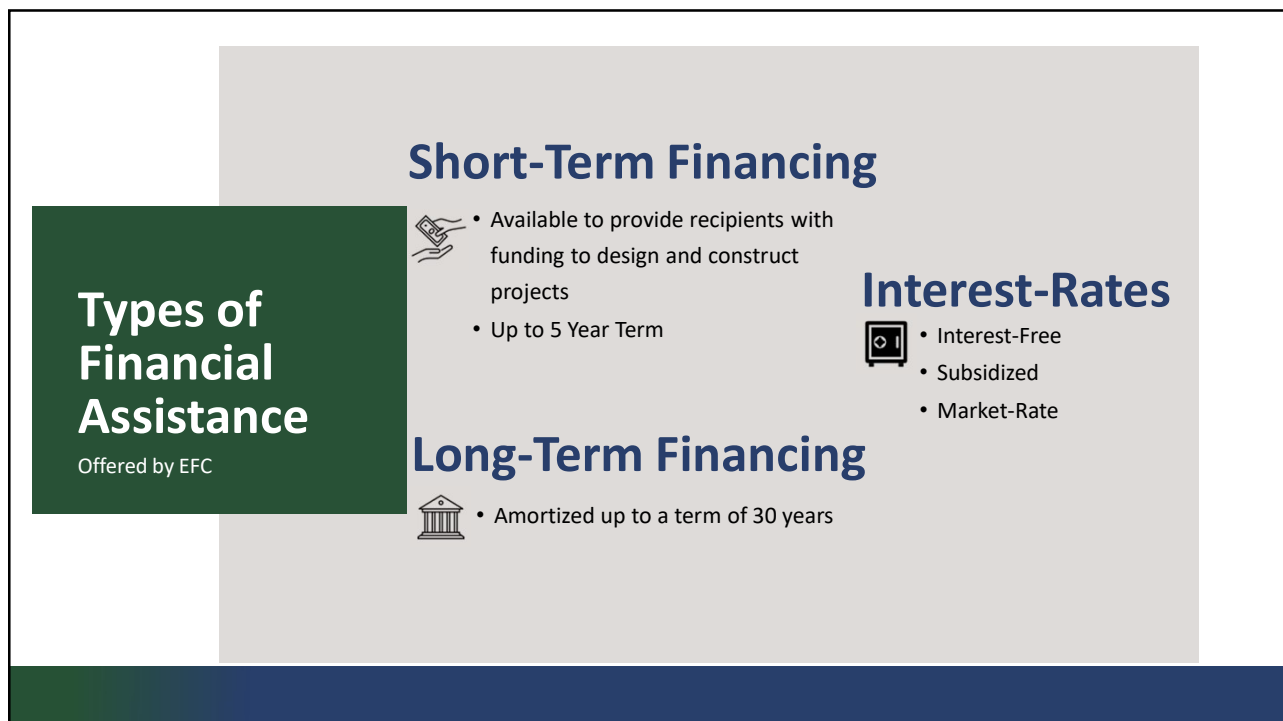 Types of
Financial
Assistance
Offered by EFC
Short-Term Financing
• Available to provide recipients with
funding to design and construct
projects
• Up to 5 Year Term
Long-Term Financing
• Amortized up to a term of 30 years
Interest-Rates
• Interest-Free
• Subsidized
• Market-Rate